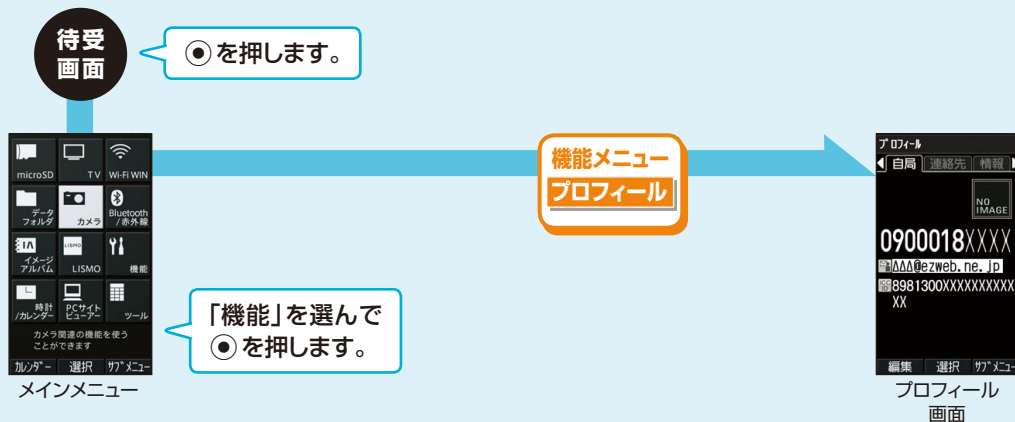 待受
画面
◉を押します。
機能メニュー
プロフィール
microSD
TV
Wi-Fi WIN
データ
フォルダ
カメラ
Bluetooth
/赤外線
イメージ
アルバム
LISMO
LISMO
機能
時計
/カレンダー
PCサイト
ビューアー
ツール
カメラ関連の機能を使う
ことができます
カレンダー 選択 サブメニュー
メインメニュー
「機能」を選んで
◉を押します。
プロフィール
自局 連絡先 情報
NO
IMAGE
0900018XXXX
△△△@ezweb.ne.jp
8981300XXXXXXXXXX
XX
編集 選択 サブメニュー
プロフィール
画面